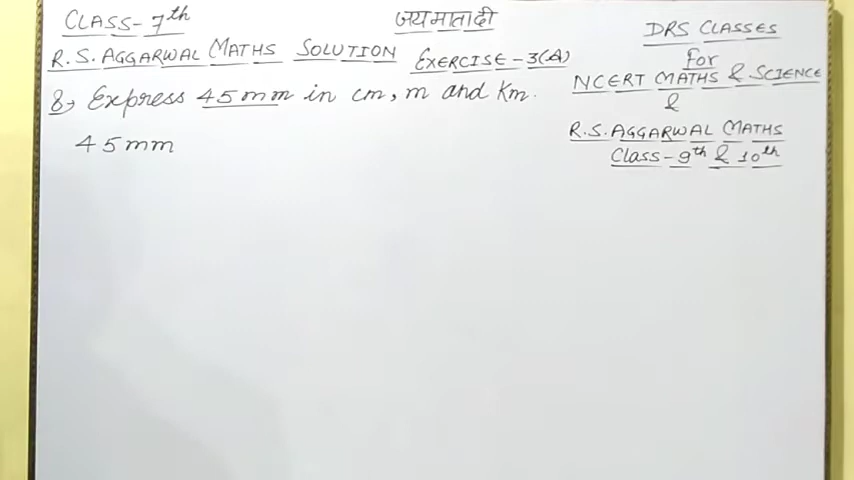 CLASS-7th
जय माता दी
R.S.AGGARWAL MATHS SOLUTION EXERCISE-3(A)
8→ Express 45mm in cm, m and Km.
45mm
DRS CLASSES
For
NCERT MATHS & SCIENCE
&
R.S.AGGARWAL MATHS
Class-9th & 10th